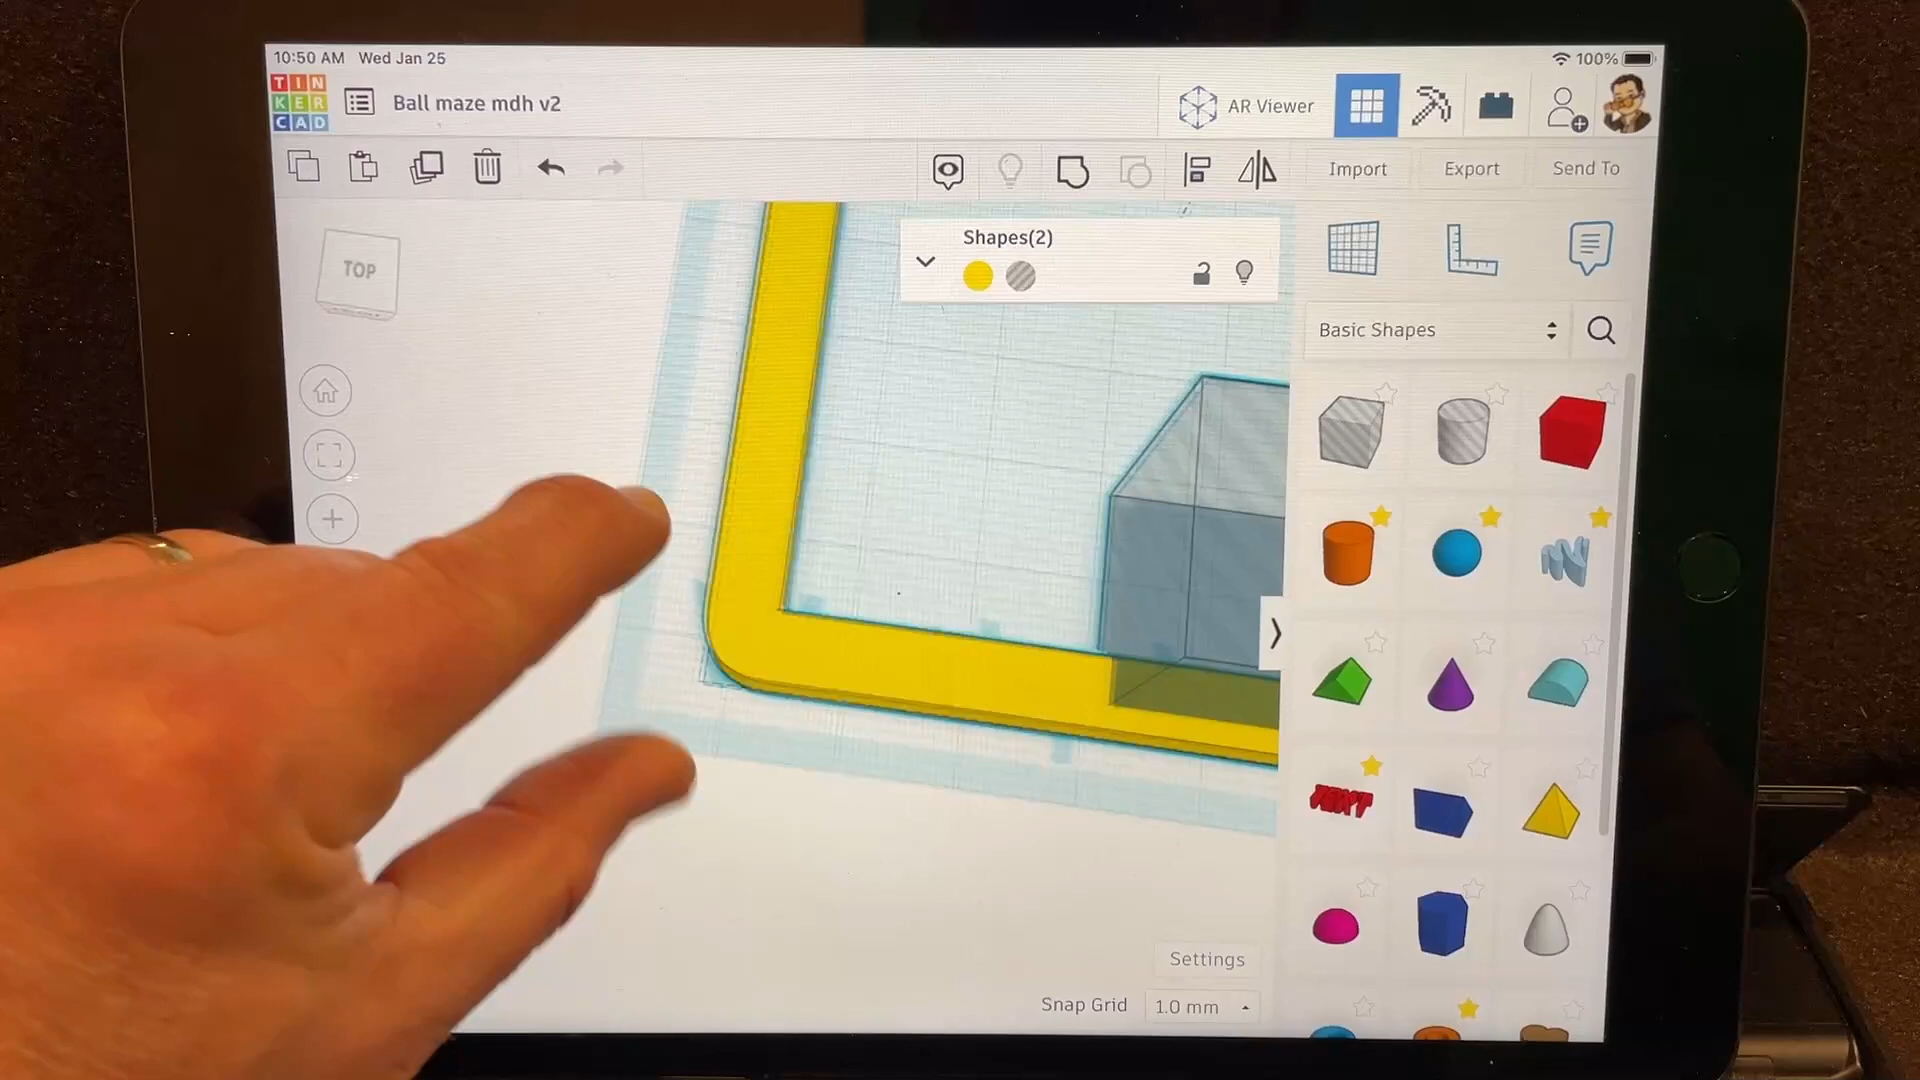 10:50 AM Wed Jan 25
100%
TIN
KER
CAD
Ball maze mdh v2
AR Viewer
Import
Export
Send To
TOP
Shapes(2)
Basic Shapes
TEXT
Settings
Snap Grid
1.0 mm